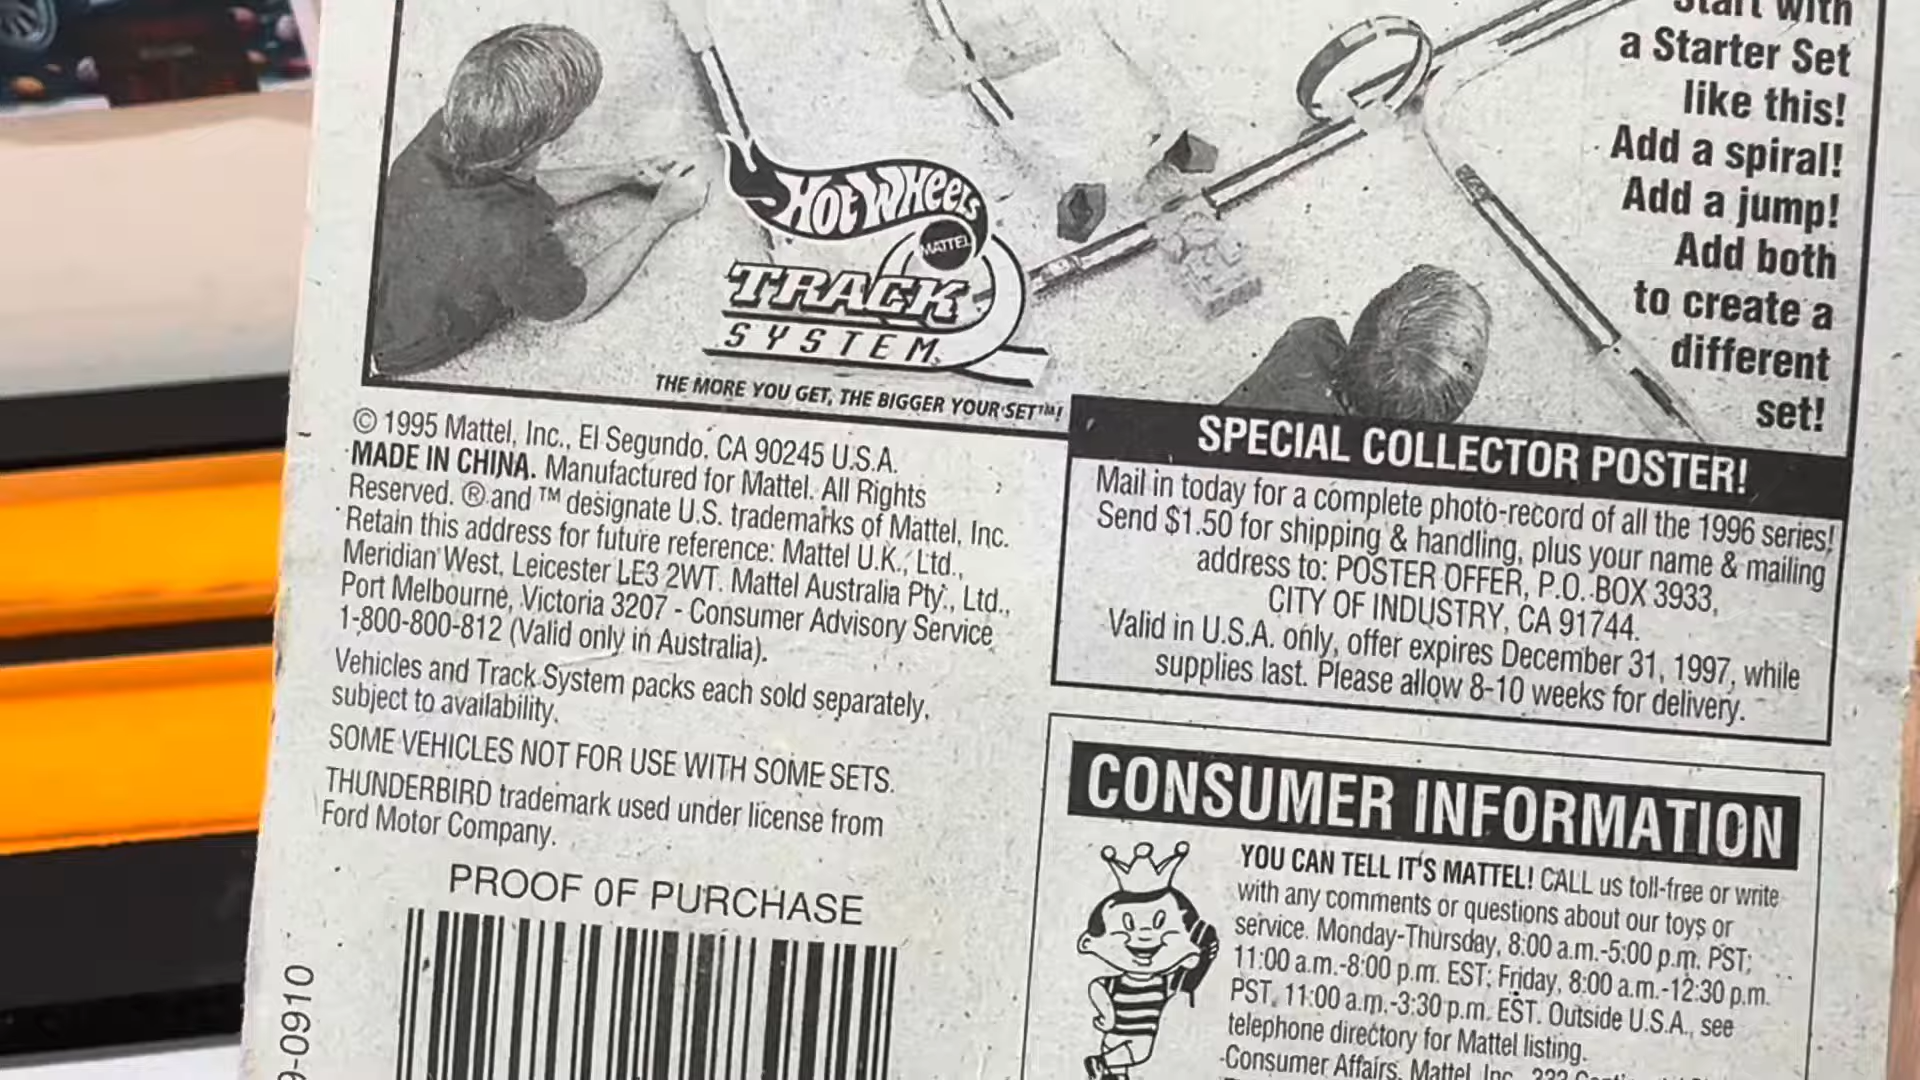 Start with
a Starter Set
like this!
Add a spiral!
Add a jump!
Add both
to create a
different
set!
HOT WHEELS
MATTEL
TRACK
SYSTEM
THE MORE YOU GET, THE BIGGER YOUR SET™!
© 1995 Mattel, Inc., El Segundo, CA 90245 U.S.A.
MADE IN CHINA. Manufactured for Mattel. All Rights
Reserved. ® and ™ designate U.S. trademarks of Mattel, Inc.
Retain this address for future reference: Mattel U.K., Ltd.,
Meridian West, Leicester LE3 2WT. Mattel Australia Pty., Ltd.,
Port Melbourne, Victoria 3207 - Consumer Advisory Service
1-800-800-812 (Valid only in Australia).
Vehicles and Track System packs each sold separately,
subject to availability.
SOME VEHICLES NOT FOR USE WITH SOME SETS.
THUNDERBIRD trademark used under license from
Ford Motor Company.
PROOF OF PURCHASE
9-0910
SPECIAL COLLECTOR POSTER!
Mail in today for a complete photo-record of all the 1996 series!
Send $1.50 for shipping & handling, plus your name & mailing
address to: POSTER OFFER, P.O. BOX 3933,
CITY OF INDUSTRY, CA 91744.
Valid in U.S.A. only, offer expires December 31, 1997, while
supplies last. Please allow 8-10 weeks for delivery.
CONSUMER INFORMATION
YOU CAN TELL IT'S MATTEL! CALL us toll-free or write
with any comments or questions about our toys or
service. Monday-Thursday, 8:00 a.m.-5:00 p.m. PST;
11:00 a.m.-8:00 p.m. EST; Friday, 8:00 a.m.-12:30 p.m.
PST, 11:00 a.m.-3:30 p.m. EST. Outside U.S.A., see
telephone directory for Mattel listing.
Consumer Affairs, Mattel, Inc., 333